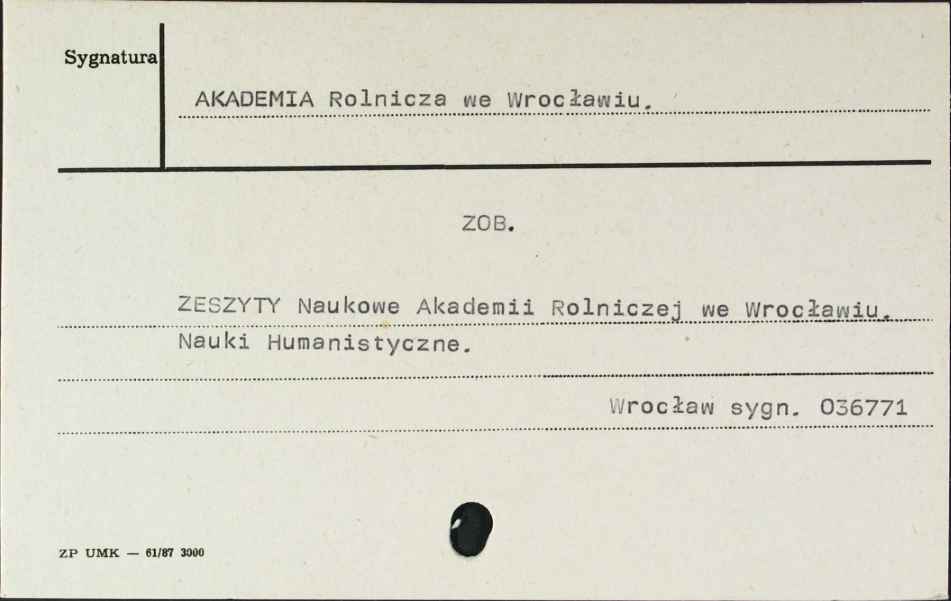 Sygnatura
AKADEMIA Rolnicza we Wrocławiu.
ZOB.
ZESZYTY Naukowe Akademii Rolniczej we Wrocławiu.
Nauki Humanistyczne.
Wrocław sygn. 036771
ZP UMK — 61/87 3000